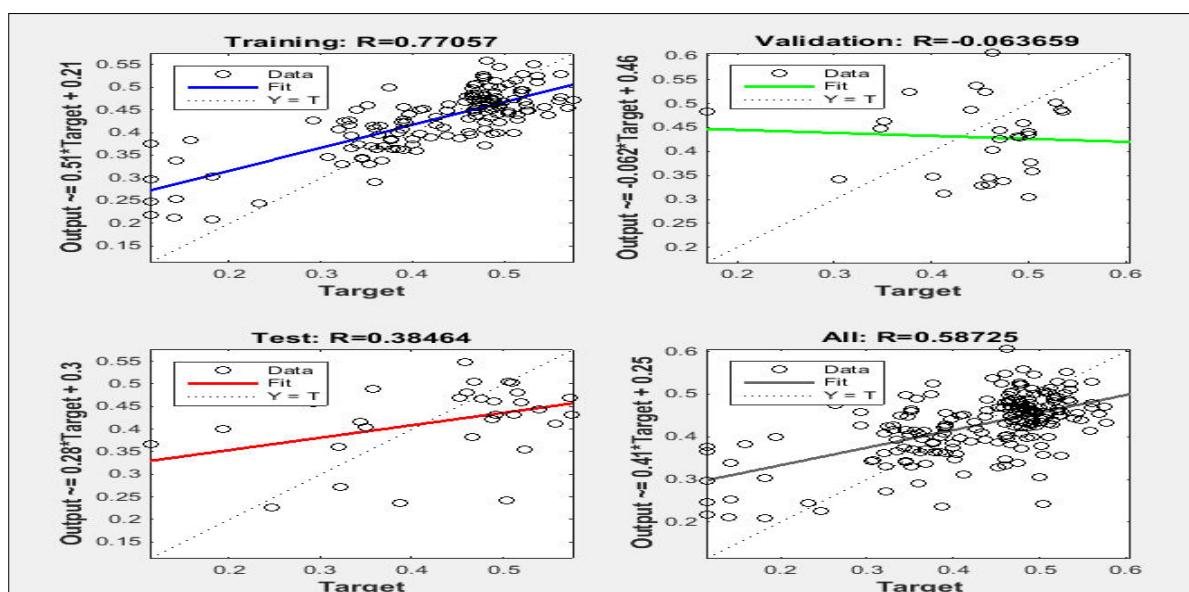 Training: R=0.77057
Output ~= 0.51*Target + 0.21
0.55
0.5
0.45
0.4
0.35
0.3
0.25
0.2
0.15
Data
Fit
Y = T
0.2 0.3 0.4 0.5
Target
Validation: R=-0.063659
Output ~= -0.062*Target + 0.46
0.6
0.55
0.5
0.45
0.4
0.35
0.3
0.25
0.2
Data
Fit
Y = T
0.2 0.3 0.4 0.5 0.6
Target
Test: R=0.38464
Output ~= 0.28*Target + 0.3
0.55
0.5
0.45
0.4
0.35
0.3
0.25
0.2
0.15
Data
Fit
Y = T
0.2 0.3 0.4 0.5
Target
All: R=0.58725
Output ~= 0.41*Target + 0.25
0.6
0.5
0.4
0.3
0.2
Data
Fit
Y = T
0.2 0.3 0.4 0.5 0.6
Target